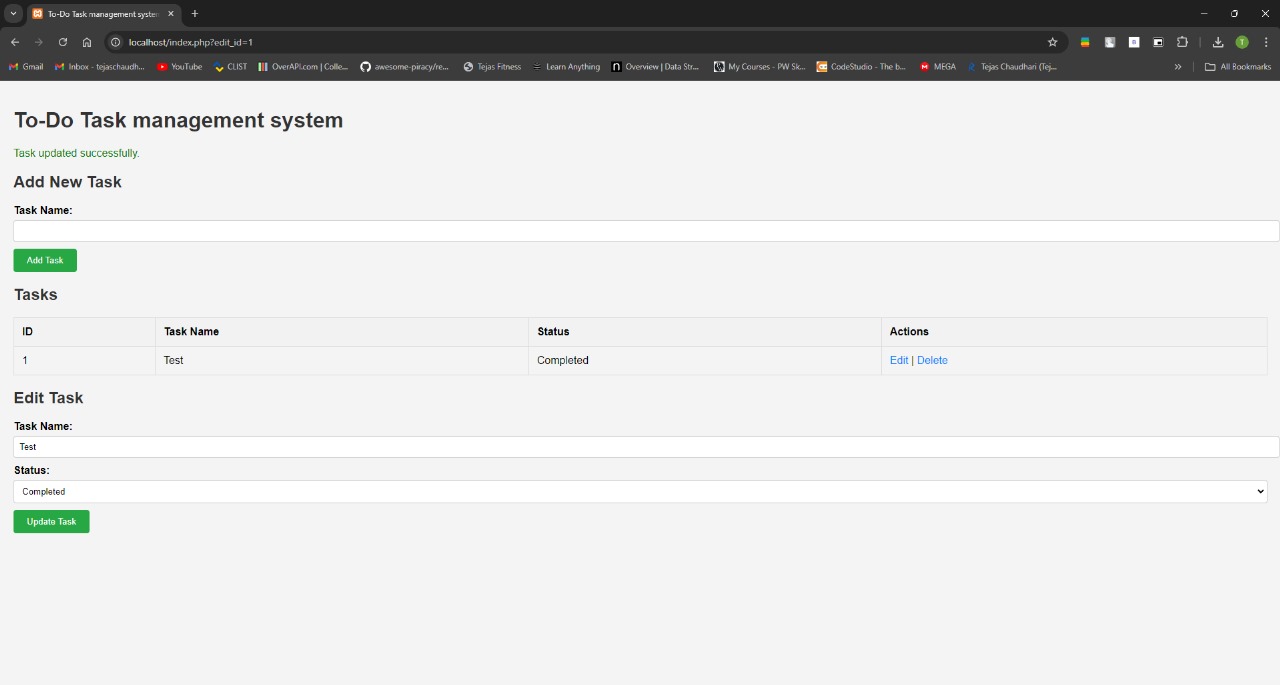 To-Do Task management system
localhost/index.php?edit_id=1
T
Gmail Inbox - tejaschaudh... YouTube CLIST OverAPI.com | Colle... awesome-piracy/re... Tejas Fitness Learn Anything Overview | Data Str... My Courses - PW Sk... CodeStudio - The b... MEGA Tejas Chaudhari (Tej... » All Bookmarks
To-Do Task management system
Task updated successfully.
Add New Task
Task Name:
Add Task
Tasks
ID Task Name Status Actions
1 Test Completed Edit | Delete
Edit Task
Task Name:
Test
Status:
Completed
Update Task